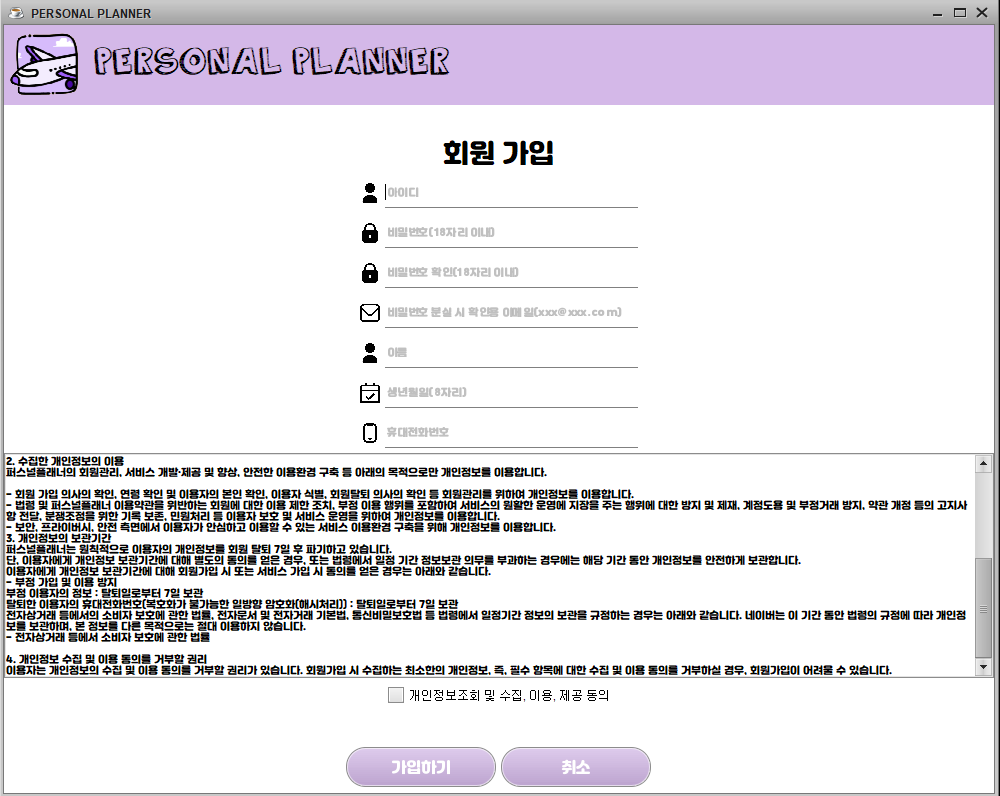 PERSONAL PLANNER
PERSONAL PLANNER
회원 가입
아이디
비밀번호(18자리 이내)
비밀번호 확인(18자리 이내)
비밀번호 분실 시 확인용 이메일(xxx@xxx.com)
이름
생년월일(8자리)
휴대전화번호
2. 수집한 개인정보의 이용
퍼스널플래너의 회원관리, 서비스 개발·제공 및 향상, 안전한 이용환경 구축 등 아래의 목적으로만 개인정보를 이용합니다.
- 회원 가입 의사의 확인, 연령 확인 및 이용자의 본인 확인, 이용자 식별, 회원탈퇴 의사의 확인 등 회원관리를 위하여 개인정보를 이용합니다.
- 법령 및 퍼스널플래너 이용약관을 위반하는 회원에 대한 이용 제한 조치, 부정 이용 행위를 포함하여 서비스의 원활한 운영에 지장을 주는 행위에 대한 방지 및 제재, 계정도용 및 부정거래 방지, 약관 개정 등의 고지사
항 전달, 분쟁조정을 위한 기록 보존, 민원처리 등 이용자 보호 및 서비스 운영을 위하여 개인정보를 이용합니다.
- 보안, 프라이버시, 안전 측면에서 이용자가 안심하고 이용할 수 있는 서비스 이용환경 구축을 위해 개인정보를 이용합니다.
3. 개인정보의 보관기간
퍼스널플래너는 원칙적으로 이용자의 개인정보를 회원 탈퇴 7일 후 파기하고 있습니다.
단, 이용자에게 개인정보 보관기간에 대해 별도의 동의를 얻은 경우, 또는 법령에서 일정 기간 정보보관 의무를 부과하는 경우에는 해당 기간 동안 개인정보를 안전하게 보관합니다.
이용자에게 개인정보 보관기간에 대해 회원가입 시 또는 서비스 가입 시 동의를 얻은 경우는 아래와 같습니다.
- 부정 가입 및 이용 방지
부정 이용자의 정보 : 탈퇴일로부터 7일 보관
탈퇴한 이용자의 휴대전화번호(복호화가 불가능한 일방향 암호화(해시처리)) : 탈퇴일로부터 7일 보관
전자상거래 등에서의 소비자 보호에 관한 법률, 전자문서 및 전자거래 기본법, 통신비밀보호법 등 법령에서 일정기간 정보의 보관을 규정하는 경우는 아래와 같습니다. 네이버는 이 기간 동안 법령의 규정에 따라 개인정
보를 보관하며, 본 정보를 다른 목적으로는 절대 이용하지 않습니다.
- 전자상거래 등에서 소비자 보호에 관한 법률
4. 개인정보 수집 및 이용 동의를 거부할 권리
이용자는 개인정보의 수집 및 이용 동의를 거부할 권리가 있습니다. 회원가입 시 수집하는 최소한의 개인정보, 즉, 필수 항목에 대한 수집 및 이용 동의를 거부하실 경우, 회원가입이 어려울 수 있습니다.
개인정보조회 및 수집, 이용, 제공 동의
가입하기
취소